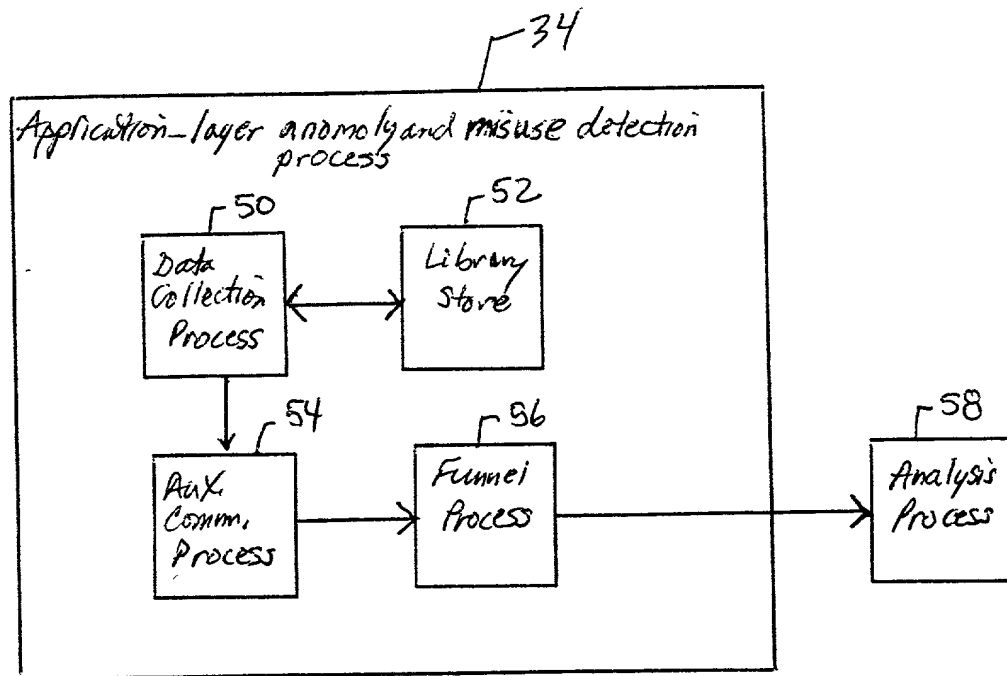 34
Application-layer anomoly and misuse detection
process
50
52
Data
Collection
Process
Library
Store
54
56
58
Aux.
Comm.
Process
Funnel
Process
Analysis
Process